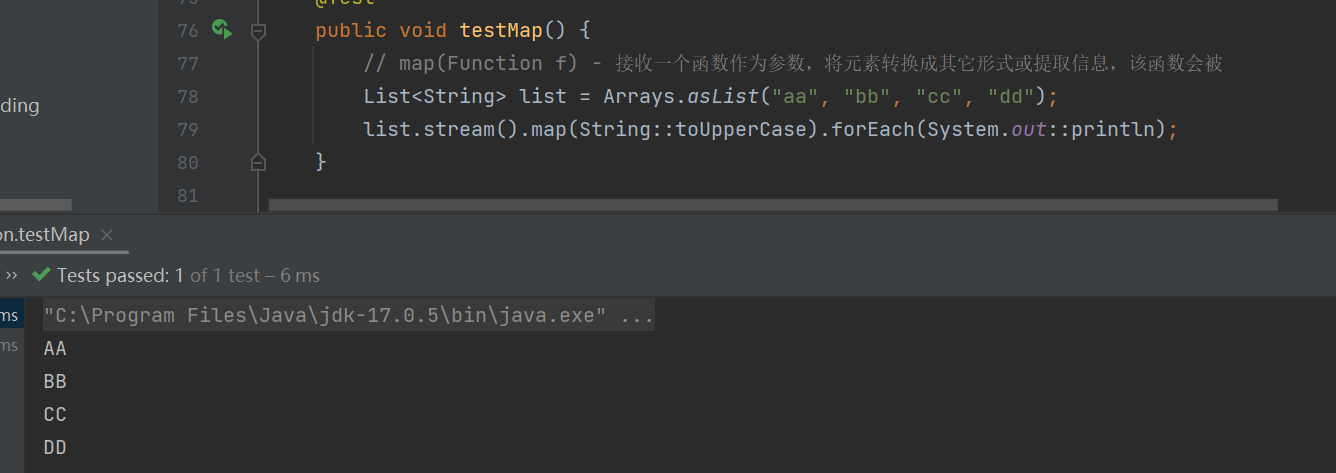 @Test
76 public void testMap() {
77 // map(Function f) - 接收一个函数作为参数，将元素转换成其它形式或提取信息，该函数会被
ding
78 List<String> list = Arrays.asList("aa", "bb", "cc", "dd");
79 list.stream().map(String::toUpperCase).forEach(System.out::println);
80 }
81
on.testMap ×
» Tests passed: 1 of 1 test – 6 ms
ms "C:\Program Files\Java\jdk-17.0.5\bin\java.exe" ...
ms AA
BB
CC
DD